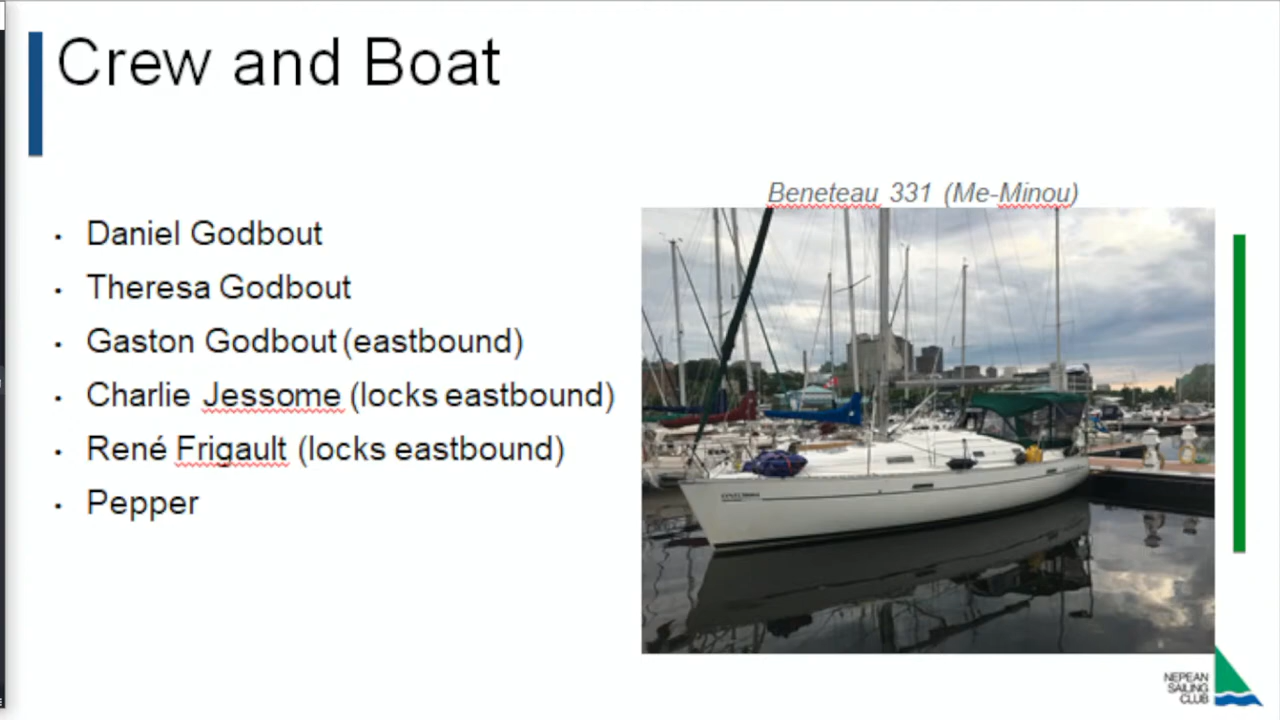 Crew and Boat
Beneteau 331 (Me-Minou)
· Daniel Godbout
· Theresa Godbout
· Gaston Godbout (eastbound)
· Charlie Jessome (locks eastbound)
· René Frigault (locks eastbound)
· Pepper
NEPEAN
SAILING
CLUB